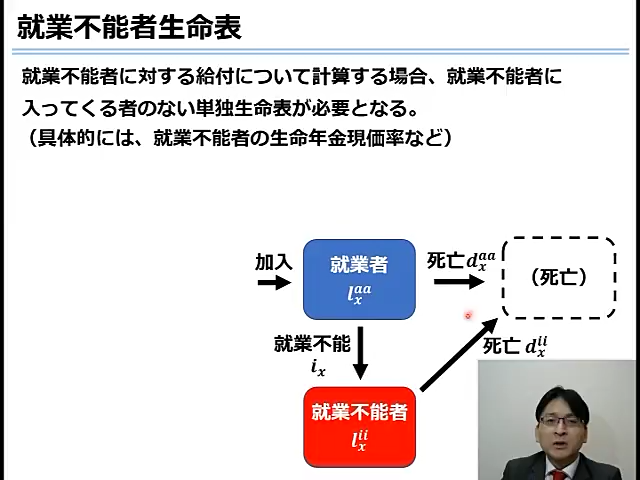 就業不能者生命表
就業不能者に対する給付について計算する場合、就業不能者に
入ってくる者のない単独生命表が必要となる。
（具体的には、就業不能者の生命年金現価率など）
加入
就業者
l_x^{aa}
死亡 d_x^{aa}
（死亡）
就業不能
i_x
死亡 d_x^{ii}
就業不能者
l_x^{ii}